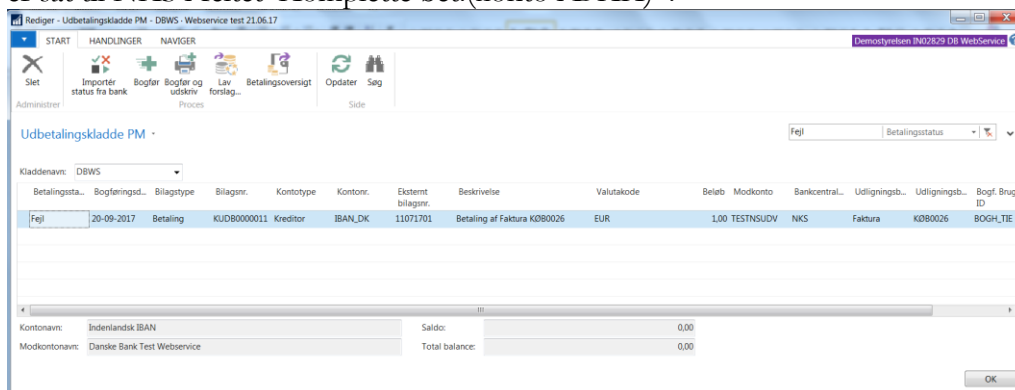 Rediger - Udbetalingskladde PM - DBWS · Webservice test 21.06.17
START HANDLINGER NAVIGER
Demostyrelsen IN02829 DB WebService
Slet Importér status fra bank Bogfør Bogfør og udskriv Lav forslag... Betalingsoversigt Opdater Søg
Administrer Proces Side
Udbetalingskladde PM
Fejl Betalingsstatus
Kladdenavn: DBWS
Betalingssta... Bogføringsd... Bilagstype Bilagsnr. Kontotype Kontonr. Eksternt bilagsnr. Beskrivelse Valutakode Beløb Modkonto Bankcentral... Udligningsb... Udligningsb... Bogf. Brug ID
Fejl 20-09-2017 Betaling KUDB0000011 Kreditor IBAN_DK 11071701 Betaling af Faktura KØB0026 EUR 1,00 TESTNSUDV NKS Faktura KØB0026 BOGH_TIE
Kontonavn: Indenlandsk IBAN Saldo: 0,00
Modkontonavn: Danske Bank Test Webservice Total balance: 0,00
OK